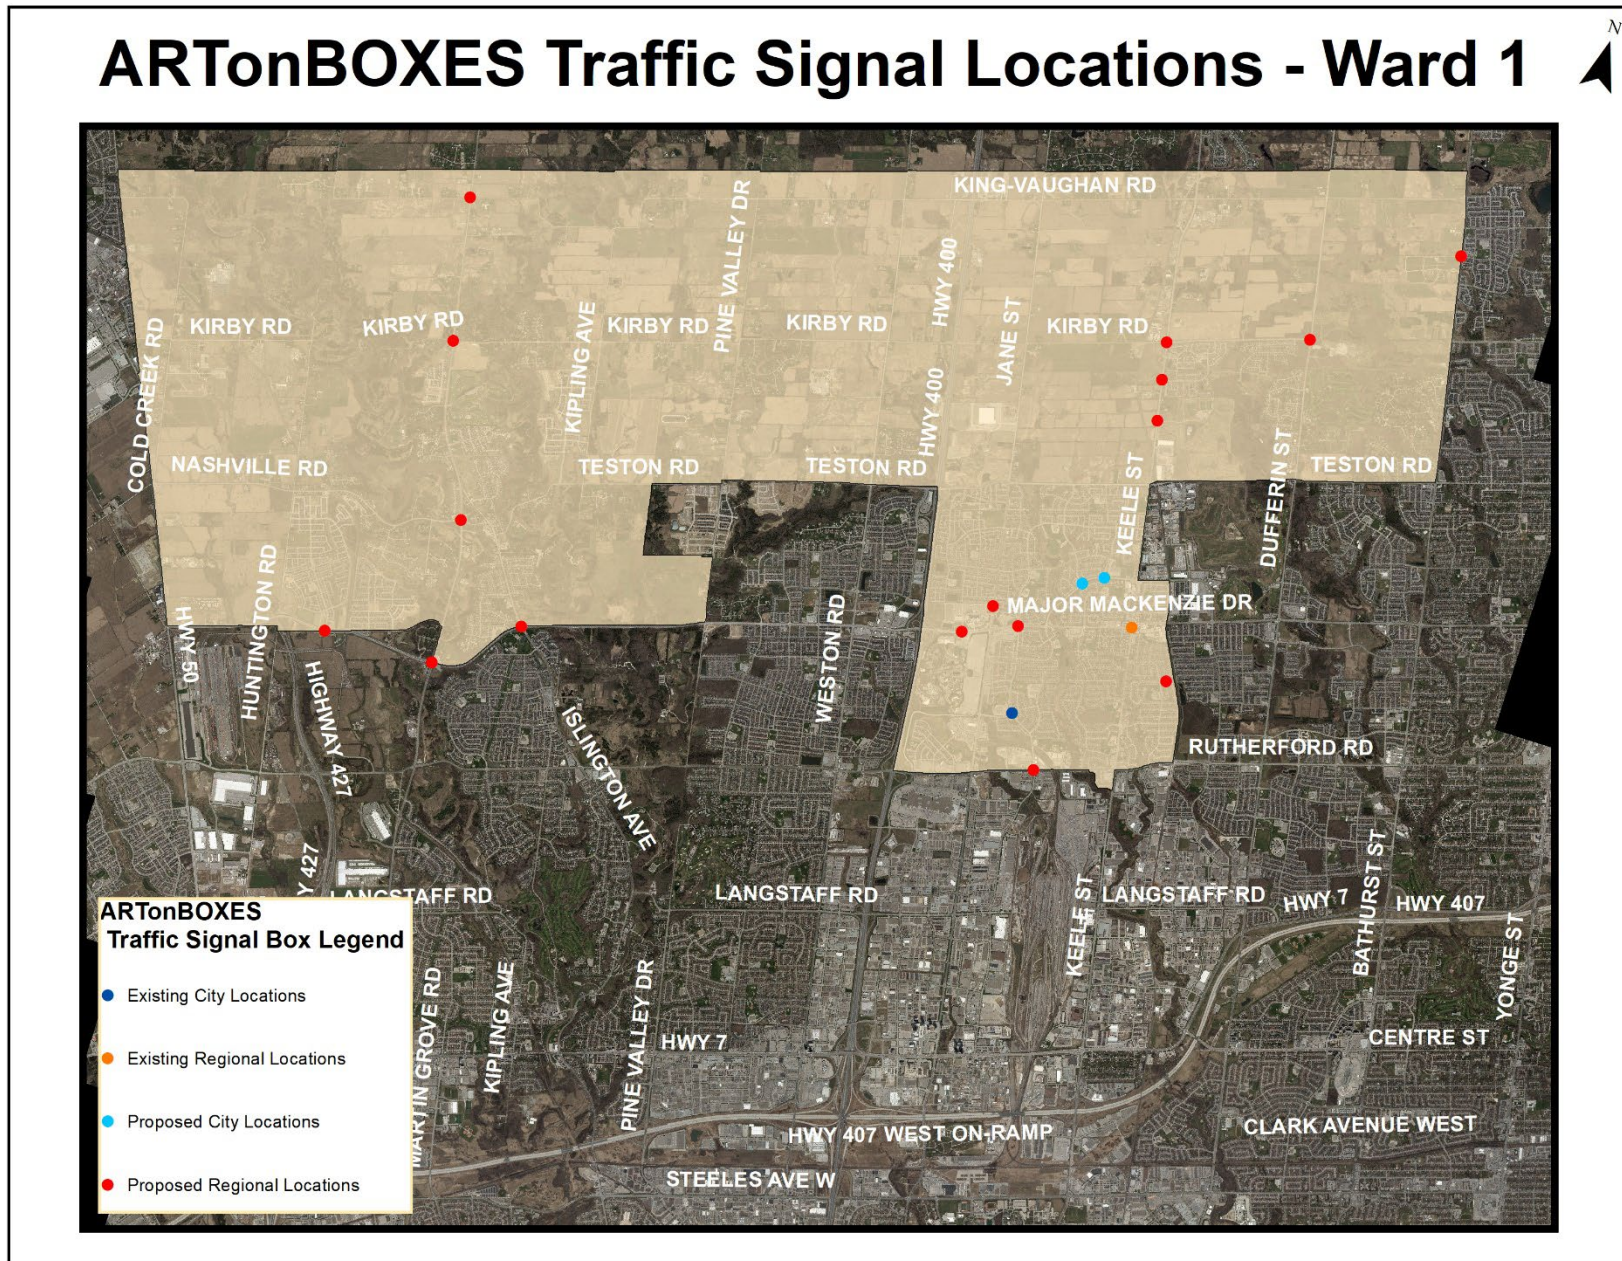 N
ARTonBOXES Traffic Signal Locations - Ward 1
KING-VAUGHAN RD
PINE VALLEY DR
HWY 400
COLD CREEK RD
KIRBY RD
KIRBY RD
KIPLING AVE
KIRBY RD
KIRBY RD
JANE ST
KIRBY RD
HWY 400
NASHVILLE RD
TESTON RD
TESTON RD
KEELE ST
DUFFERIN ST
TESTON RD
HUNTINGTON RD
MAJOR MACKENZIE DR
HWY 50
HIGHWAY 427
WESTON RD
ISLINGTON AVE
RUTHERFORD RD
Y 427
LANGSTAFF RD
LANGSTAFF RD
KEELE ST
LANGSTAFF RD
HWY 7
BATHURST ST
HWY 407
YONGE ST
ARTonBOXES
Traffic Signal Box Legend
Existing City Locations
Existing Regional Locations
Proposed City Locations
Proposed Regional Locations
MARTIN GROVE RD
KIPLING AVE
PINE VALLEY DR
HWY 7
CENTRE ST
HWY 407 WEST ON-RAMP
CLARK AVENUE WEST
STEELES AVE W